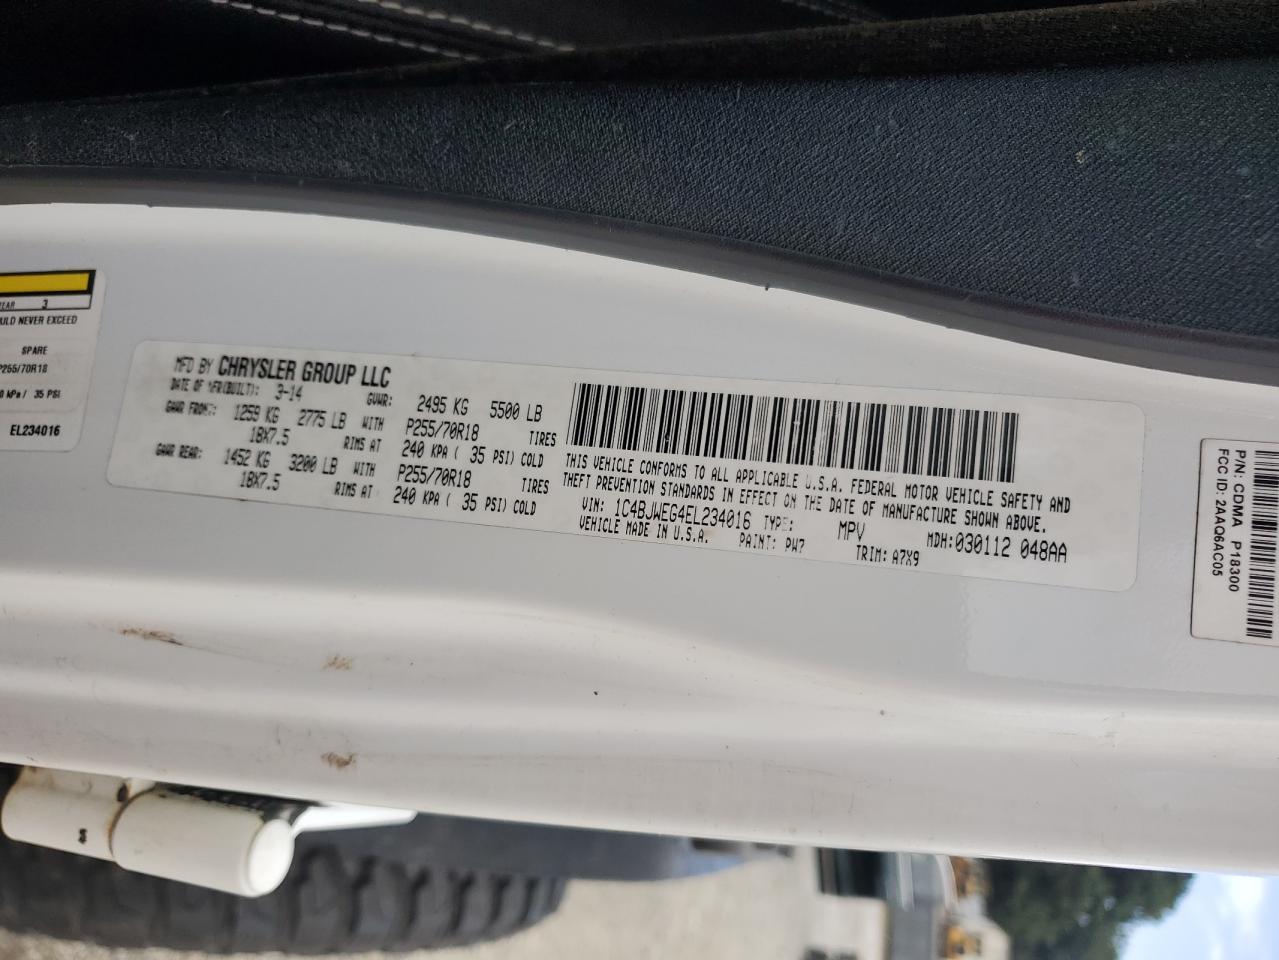 EAR 3
ULD NEVER EXCEED
SPARE
P255/70R18
0 kPa / 35 PSI
EL234016
MFD BY CHRYSLER GROUP LLC
DATE OF MFR(BUILT): 3-14 GVWR: 2495 KG 5500 LB
GAWR FRONT: 1259 KG 2775 LB WITH P255/70R18 TIRES
18X7.5 RIMS AT 240 KPA ( 35 PSI) COLD
GAWR REAR: 1452 KG 3200 LB WITH P255/70R18 TIRES
18X7.5 RIMS AT 240 KPA ( 35 PSI) COLD
THIS VEHICLE CONFORMS TO ALL APPLICABLE U.S.A. FEDERAL MOTOR VEHICLE SAFETY AND
THEFT PREVENTION STANDARDS IN EFFECT ON THE DATE OF MANUFACTURE SHOWN ABOVE.
VIN: 1C4BJWEG4EL234016 TYPE: MPV MDH:030112 048AA
VEHICLE MADE IN U.S.A. PAINT: PW7 TRIM: A7X9
P/N: CDMA P18300
FCC ID: 2AAQ6AC05
S